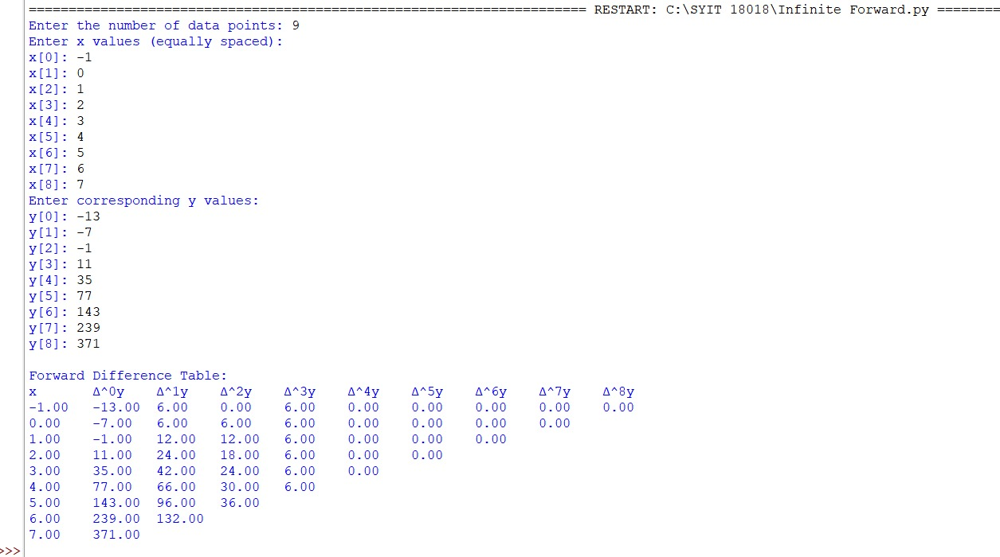 ====================================================================== RESTART: C:\SYIT 18018\Infinite Forward.py ========
Enter the number of data points: 9
Enter x values (equally spaced):
x[0]: -1
x[1]: 0
x[2]: 1
x[3]: 2
x[4]: 3
x[5]: 4
x[6]: 5
x[7]: 6
x[8]: 7
Enter corresponding y values:
y[0]: -13
y[1]: -7
y[2]: -1
y[3]: 11
y[4]: 35
y[5]: 77
y[6]: 143
y[7]: 239
y[8]: 371
Forward Difference Table:
x Δ^0y Δ^1y Δ^2y Δ^3y Δ^4y Δ^5y Δ^6y Δ^7y Δ^8y
-1.00 -13.00 6.00 0.00 6.00 0.00 0.00 0.00 0.00 0.00
0.00 -7.00 6.00 6.00 6.00 0.00 0.00 0.00 0.00
1.00 -1.00 12.00 12.00 6.00 0.00 0.00 0.00
2.00 11.00 24.00 18.00 6.00 0.00 0.00
3.00 35.00 42.00 24.00 6.00 0.00
4.00 77.00 66.00 30.00 6.00
5.00 143.00 96.00 36.00
6.00 239.00 132.00
7.00 371.00
>>>